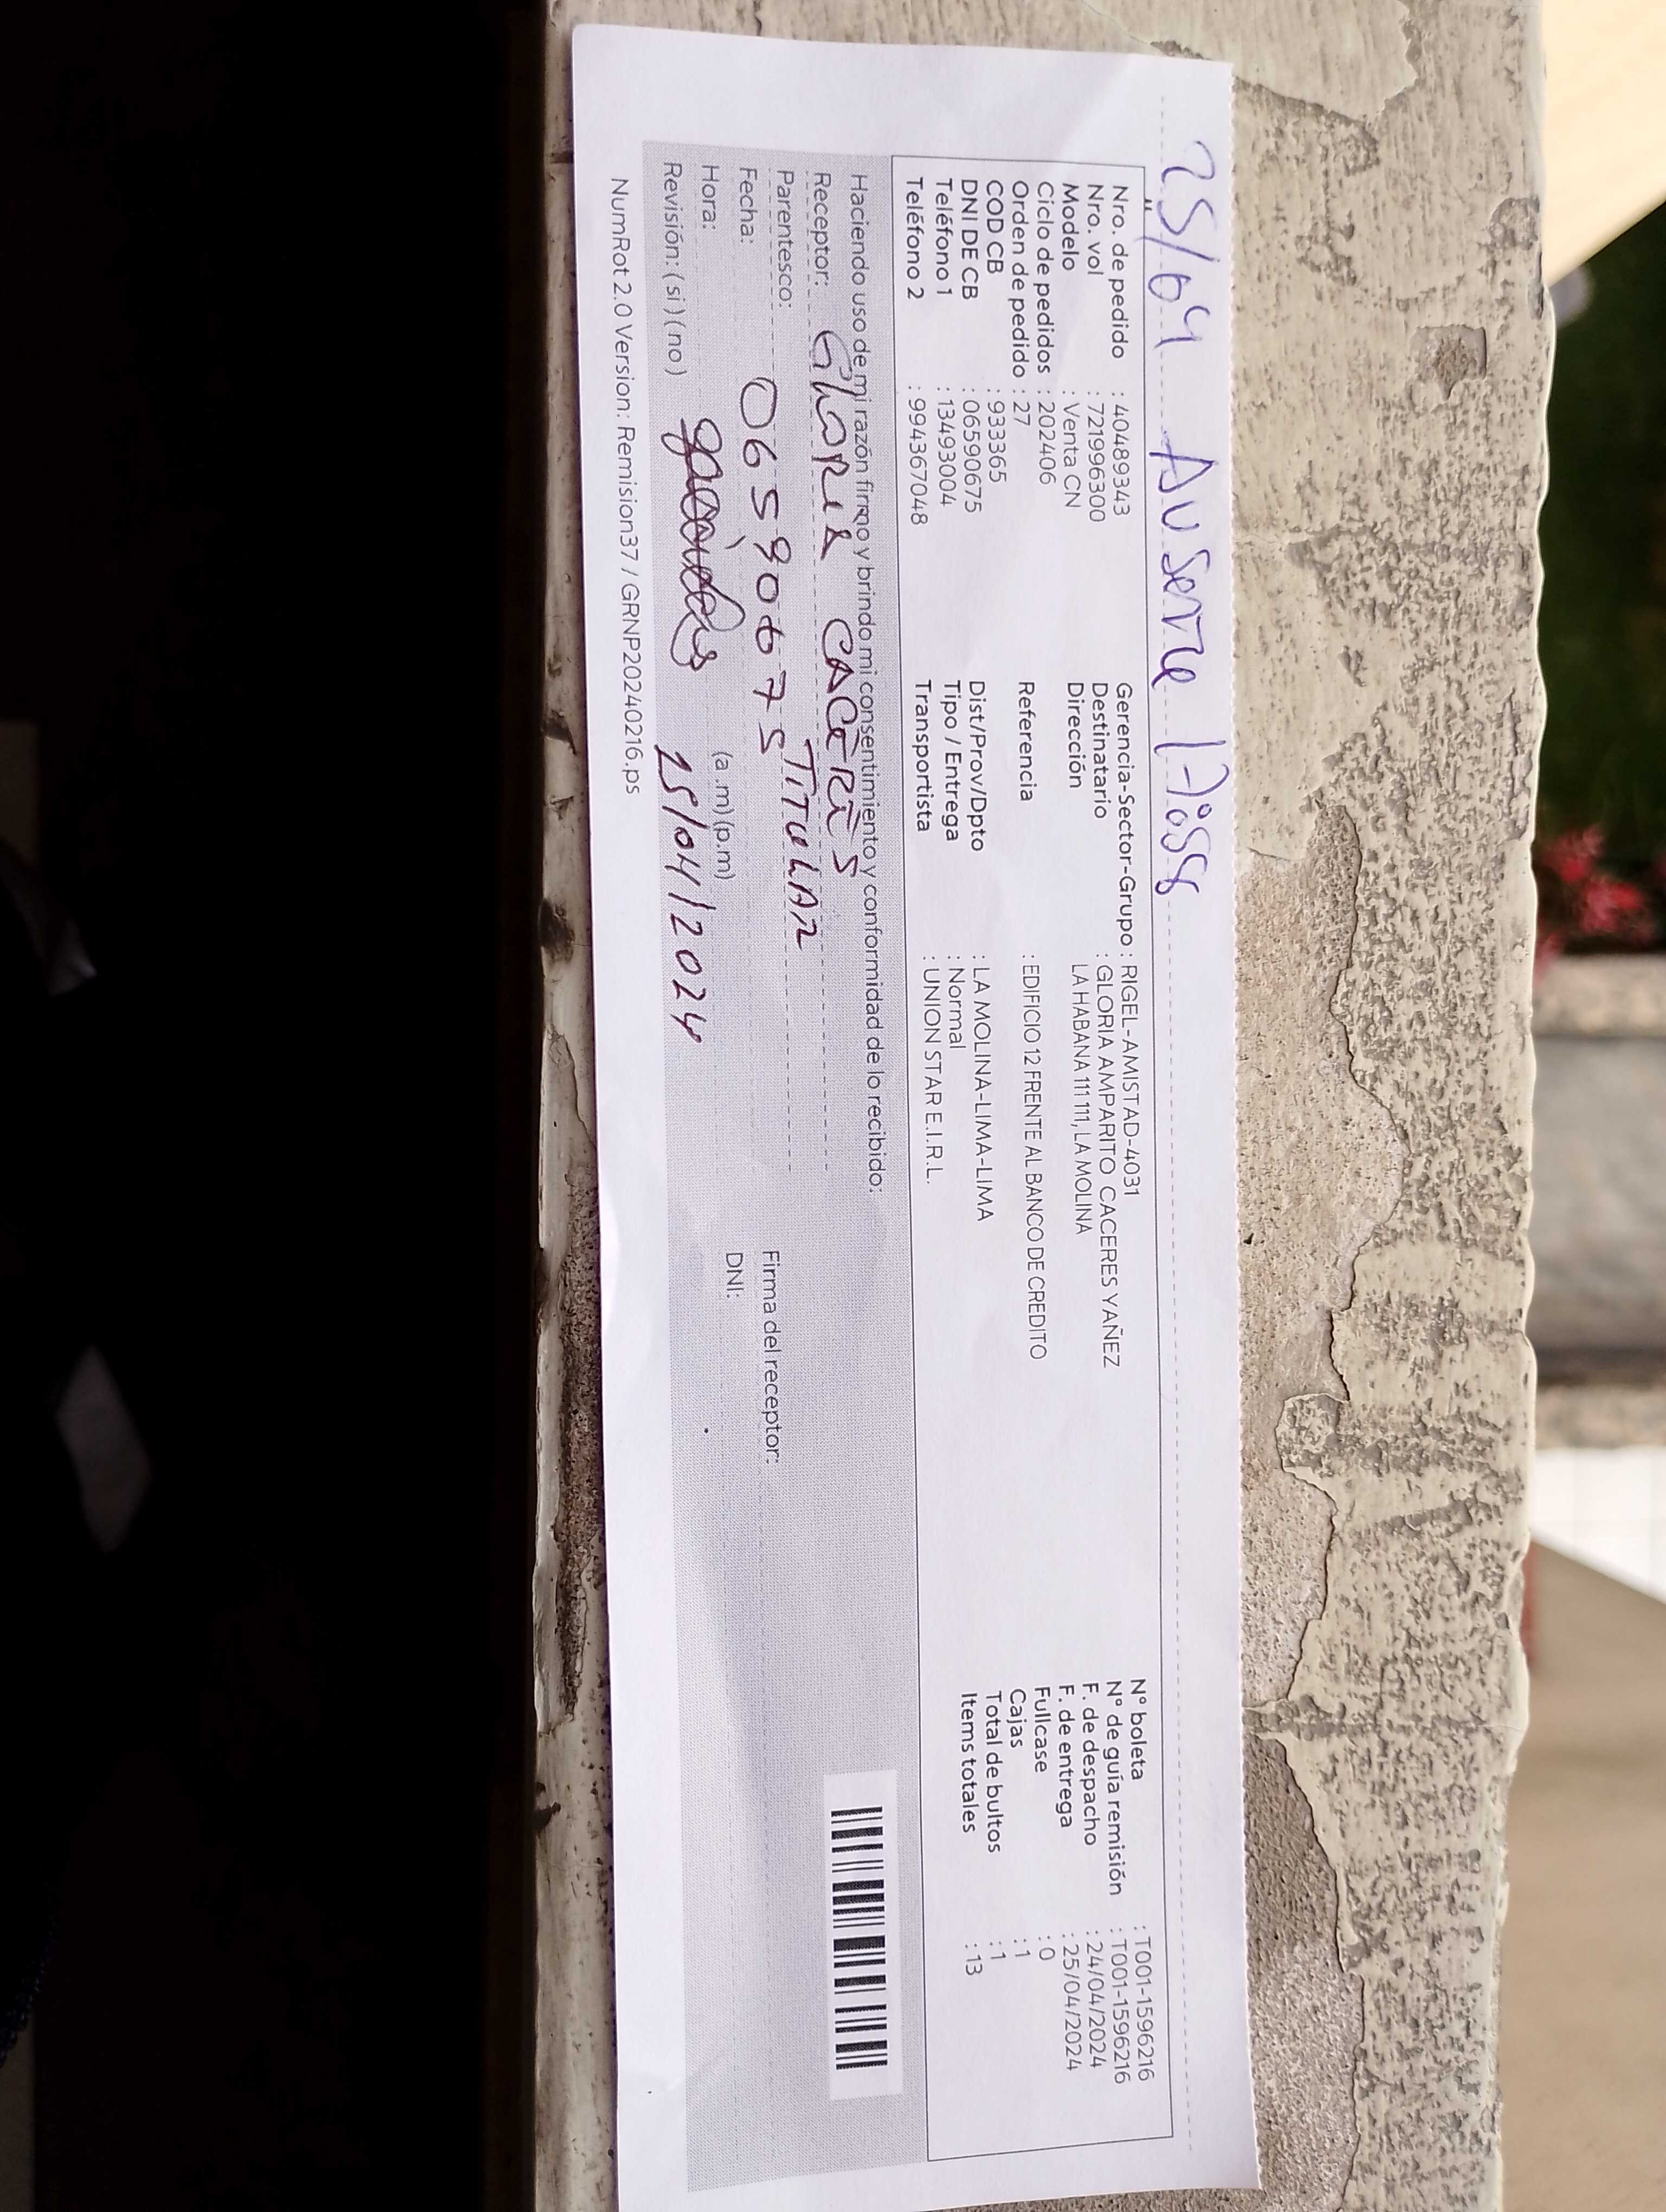 25/04 Ausente 17:08
Nro. de pedido : 40489343
Nro. vol : 721996300
Modelo : Venta CN
Ciclo de pedidos : 202406
Orden de pedido : 27
COD CB : 933365
DNI DE CB : 06590675
Teléfono 1 : 13493004
Teléfono 2 : 994367048
Gerencia-Sector-Grupo : RIGEL-AMISTAD-4031
Destinatario : GLORIA AMPARITO CACERES YAÑEZ
Dirección LA HABANA 111 111, LA MOLINA
Referencia : EDIFICIO 12 FRENTE AL BANCO DE CREDITO
Dist/Prov/Dpto : LA MOLINA-LIMA-LIMA
Tipo / Entrega : Normal
Transportista : UNION STAR E.I.R.L.
N° boleta : T001-1596216
N° de guía remisión : T001-1596216
F. de despacho : 24/04/2024
F. de entrega : 25/04/2024
Fullcase : 0
Cajas : 1
Total de bultos : 1
Items totales : 13
Haciendo uso de mi razón firmo y brindo mi consentimiento y conformidad de lo recibido:
Receptor: GLORIA CACERES
Parentesco: TITULAR
Fecha: 06590675
Hora: (a.m) (p.m)
Revisión: ( si ) ( no ) 25/04/2024
Firma del receptor:
DNI:
NumRot 2.0 Version: Remision37 / GRNP20240216.ps